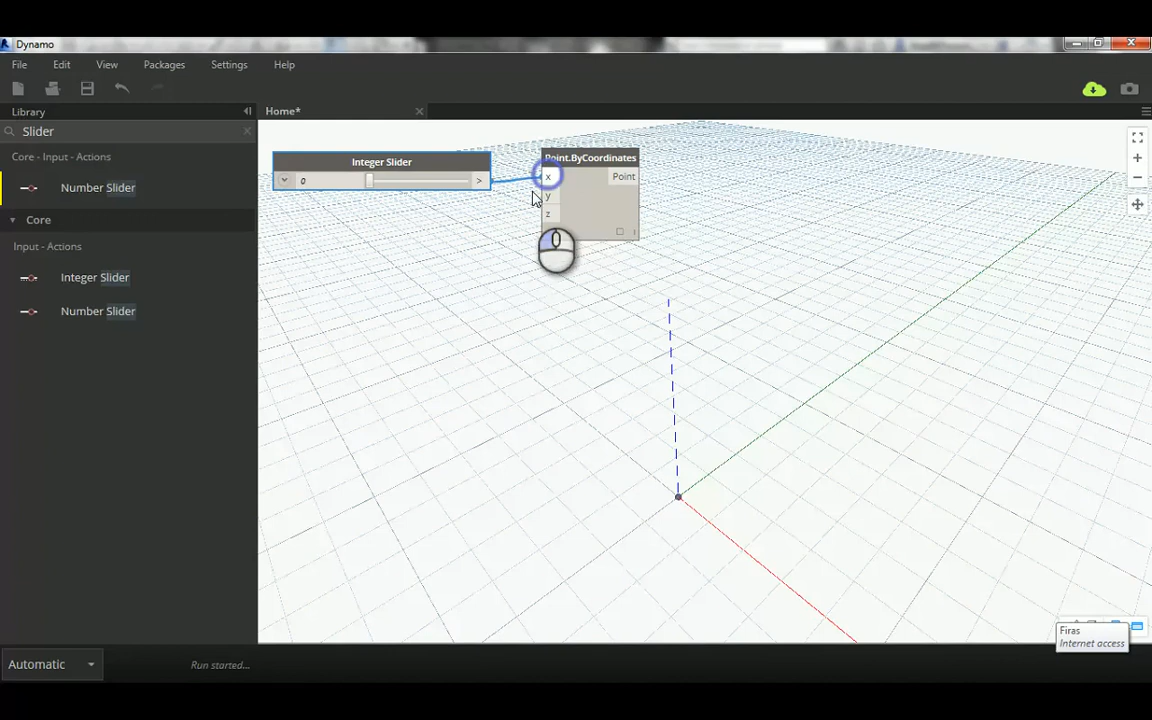 Dynamo
File Edit View Packages Settings Help
Library
Home*
Slider
Core - Input - Actions
Number Slider
Core
Input - Actions
Integer Slider
Number Slider
Integer Slider
0 >
Point.ByCoordinates
x Point
y
z
Firas
Internet access
Automatic
Run started...